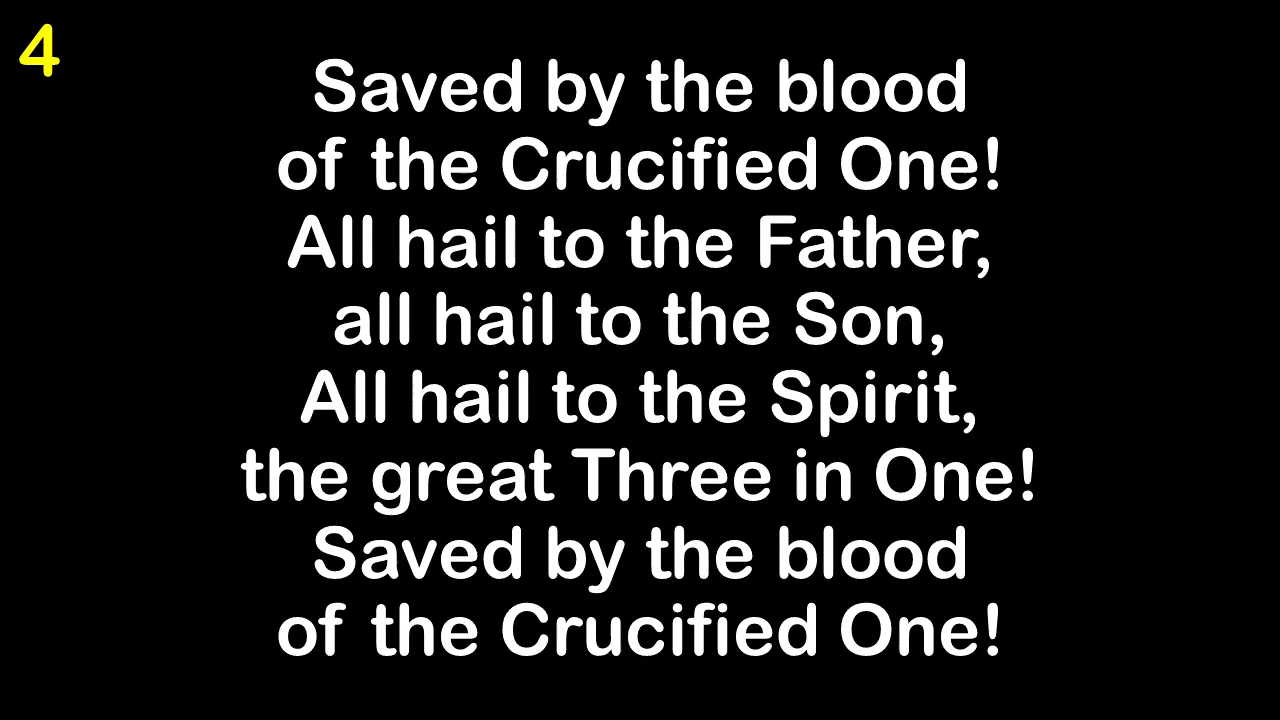 4
Saved by the blood
of the Crucified One!
All hail to the Father,
all hail to the Son,
All hail to the Spirit,
the great Three in One!
Saved by the blood
of the Crucified One!